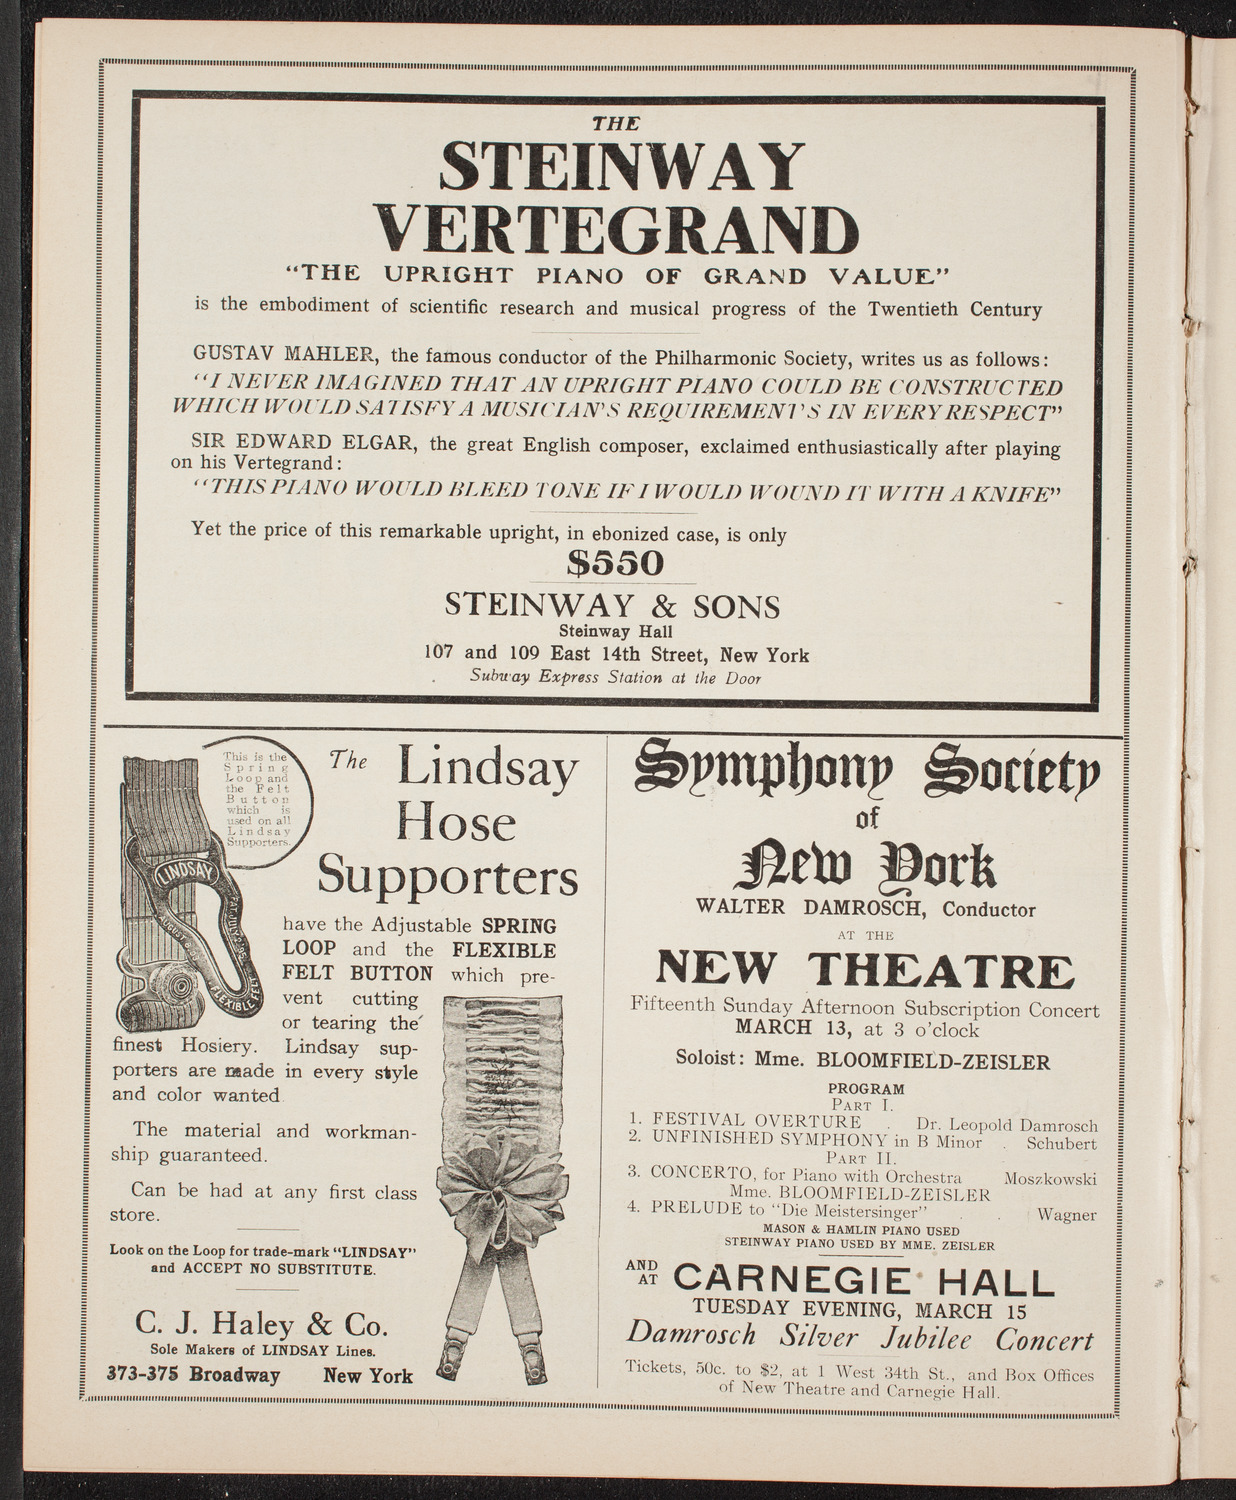 THE
STEINWAY
VERTEGRAND
“THE UPRIGHT PIANO OF GRAND VALUE”
is the embodiment of scientific research and musical progress of the Twentieth Century
GUSTAV MAHLER, the famous conductor of the Philharmonic Society, writes us as follows:
“I NEVER IMAGINED THAT AN UPRIGHT PIANO COULD BE CONSTRUCTED
WHICH WOULD SATISFY A MUSICIAN'S REQUIREMENT'S IN EVERY RESPECT”
SIR EDWARD ELGAR, the great English composer, exclaimed enthusiastically after playing
on his Vertegrand:
“THIS PIANO WOULD BLEED TONE IF I WOULD WOUND IT WITH A KNIFE”
Yet the price of this remarkable upright, in ebonized case, is only
$550
STEINWAY & SONS
Steinway Hall
107 and 109 East 14th Street, New York
Subway Express Station at the Door
This is the
Spring
Loop and
the Felt
Button
which is
used on all
Lindsay
Supporters.
LINDSAY
FLEXIBLE FELT
The Lindsay
Hose
Supporters
have the Adjustable SPRING
LOOP and the FLEXIBLE
FELT BUTTON which pre-
vent cutting
or tearing the
finest Hosiery. Lindsay sup-
porters are made in every style
and color wanted
The material and workman-
ship guaranteed.
Can be had at any first class
store.
Look on the Loop for trade-mark “LINDSAY”
and ACCEPT NO SUBSTITUTE.
C. J. Haley & Co.
Sole Makers of LINDSAY Lines.
373-375 Broadway New York
Symphony Society
of
New York
WALTER DAMROSCH, Conductor
AT THE
NEW THEATRE
Fifteenth Sunday Afternoon Subscription Concert
MARCH 13, at 3 o'clock
Soloist: Mme. BLOOMFIELD-ZEISLER
PROGRAM
PART I.
1. FESTIVAL OVERTURE . Dr. Leopold Damrosch
2. UNFINISHED SYMPHONY in B Minor . Schubert
PART II.
3. CONCERTO, for Piano with Orchestra Moszkowski
Mme. BLOOMFIELD-ZEISLER
4. PRELUDE to “Die Meistersinger” . . Wagner
MASON & HAMLIN PIANO USED
STEINWAY PIANO USED BY MME. ZEISLER
AND
AT CARNEGIE HALL
TUESDAY EVENING, MARCH 15
Damrosch Silver Jubilee Concert
Tickets, 50c. to $2, at 1 West 34th St., and Box Offices
of New Theatre and Carnegie Hall.